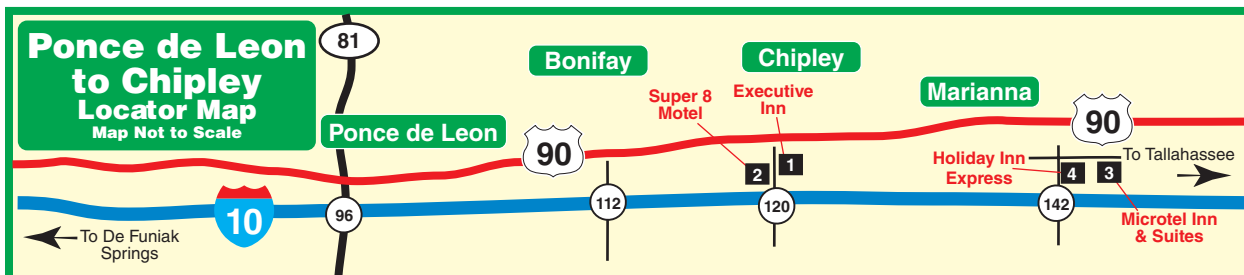 Ponce de Leon
to Chipley
Locator Map
Map Not to Scale
81
Bonifay
Chipley
Marianna
Ponce de Leon
90
90
Super 8
Motel
Executive
Inn
2
1
Holiday Inn
Express
4
3
To Tallahassee
10
96
112
120
142
Microtel Inn
& Suites
To De Funiak
Springs